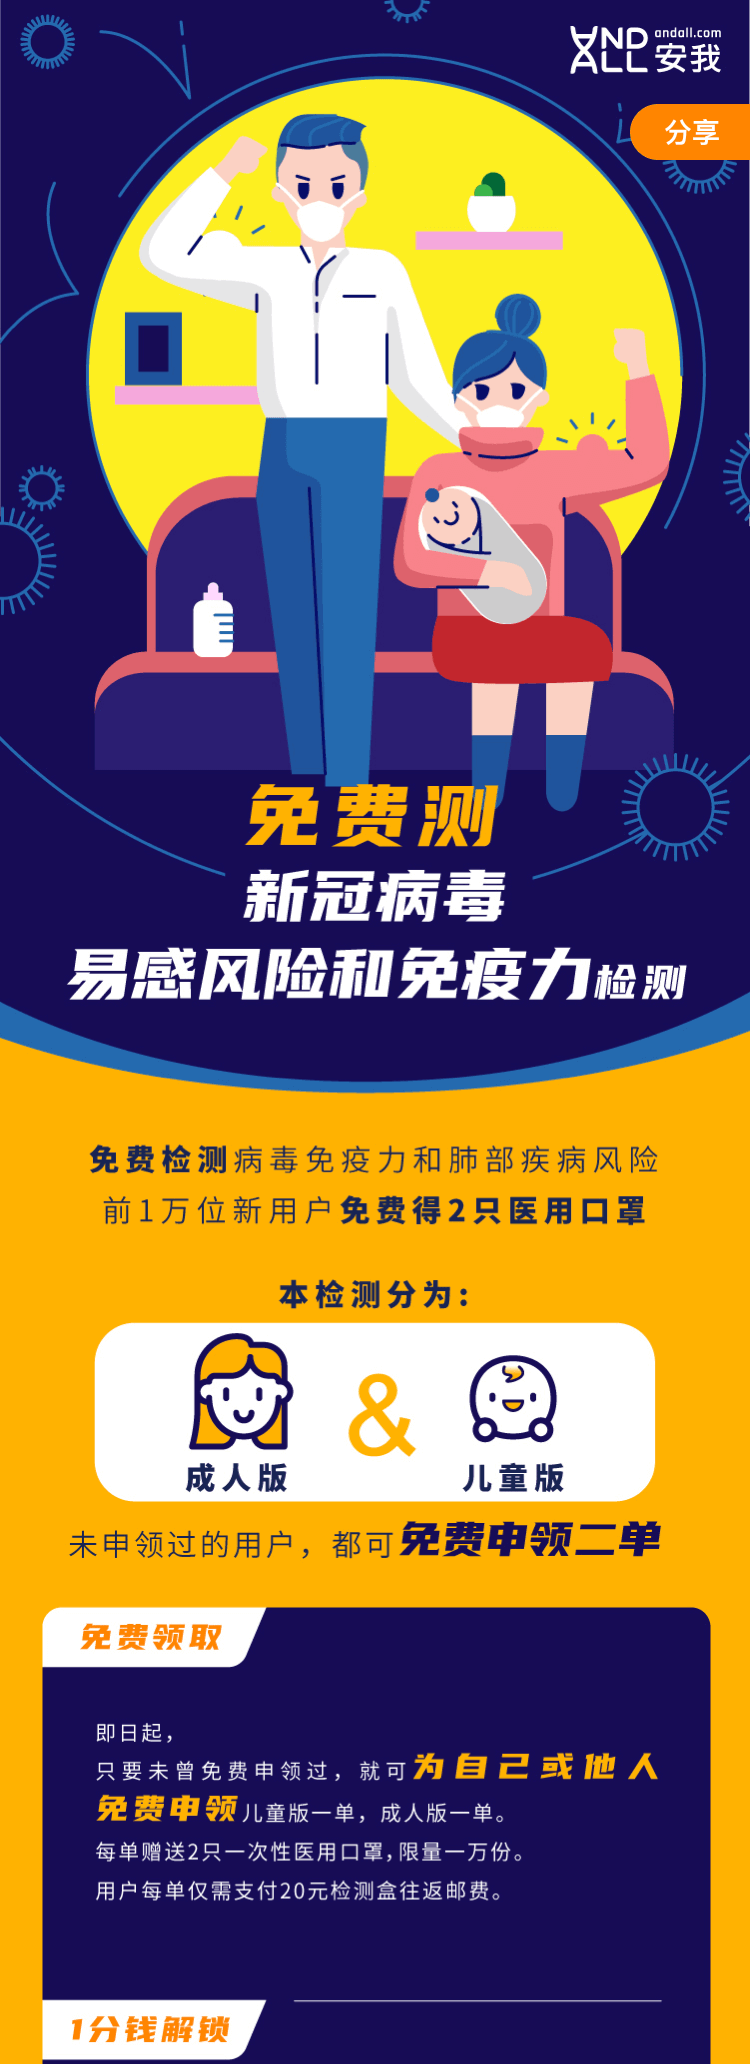 ANDALL
andall.com
安我
分享
免费测
新冠病毒
易感风险和免疫力检测
免费检测病毒免疫力和肺部疾病风险
前1万位新用户免费得2只医用口罩
本检测分为:
&
成人版
儿童版
未申领过的用户，都可免费申领二单
免费领取
即日起，
只要未曾免费申领过，就可为自己或他人
免费申领儿童版一单，成人版一单。
每单赠送2只一次性医用口罩，限量一万份。
用户每单仅需支付20元检测盒往返邮费。
1分钱解锁